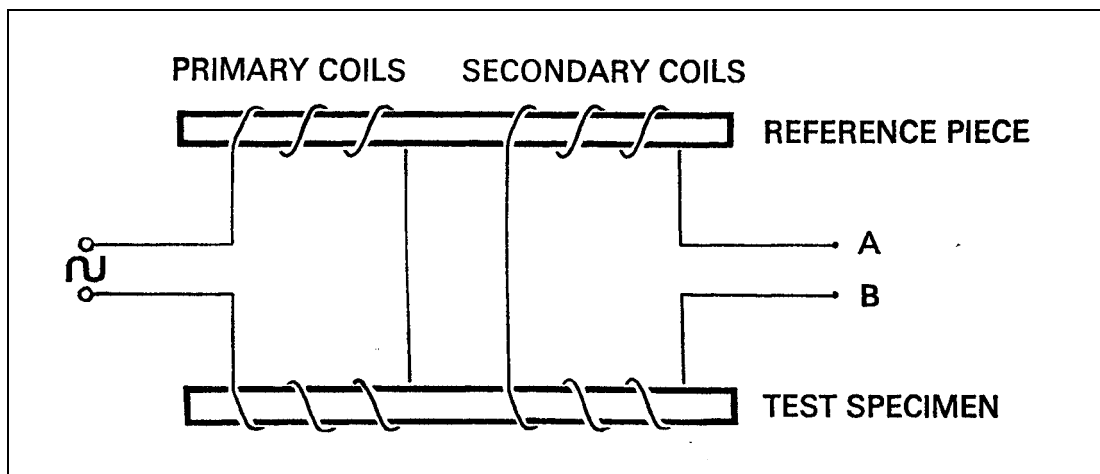 PRIMARY COILS
SECONDARY COILS
REFERENCE PIECE
A
B
TEST SPECIMEN